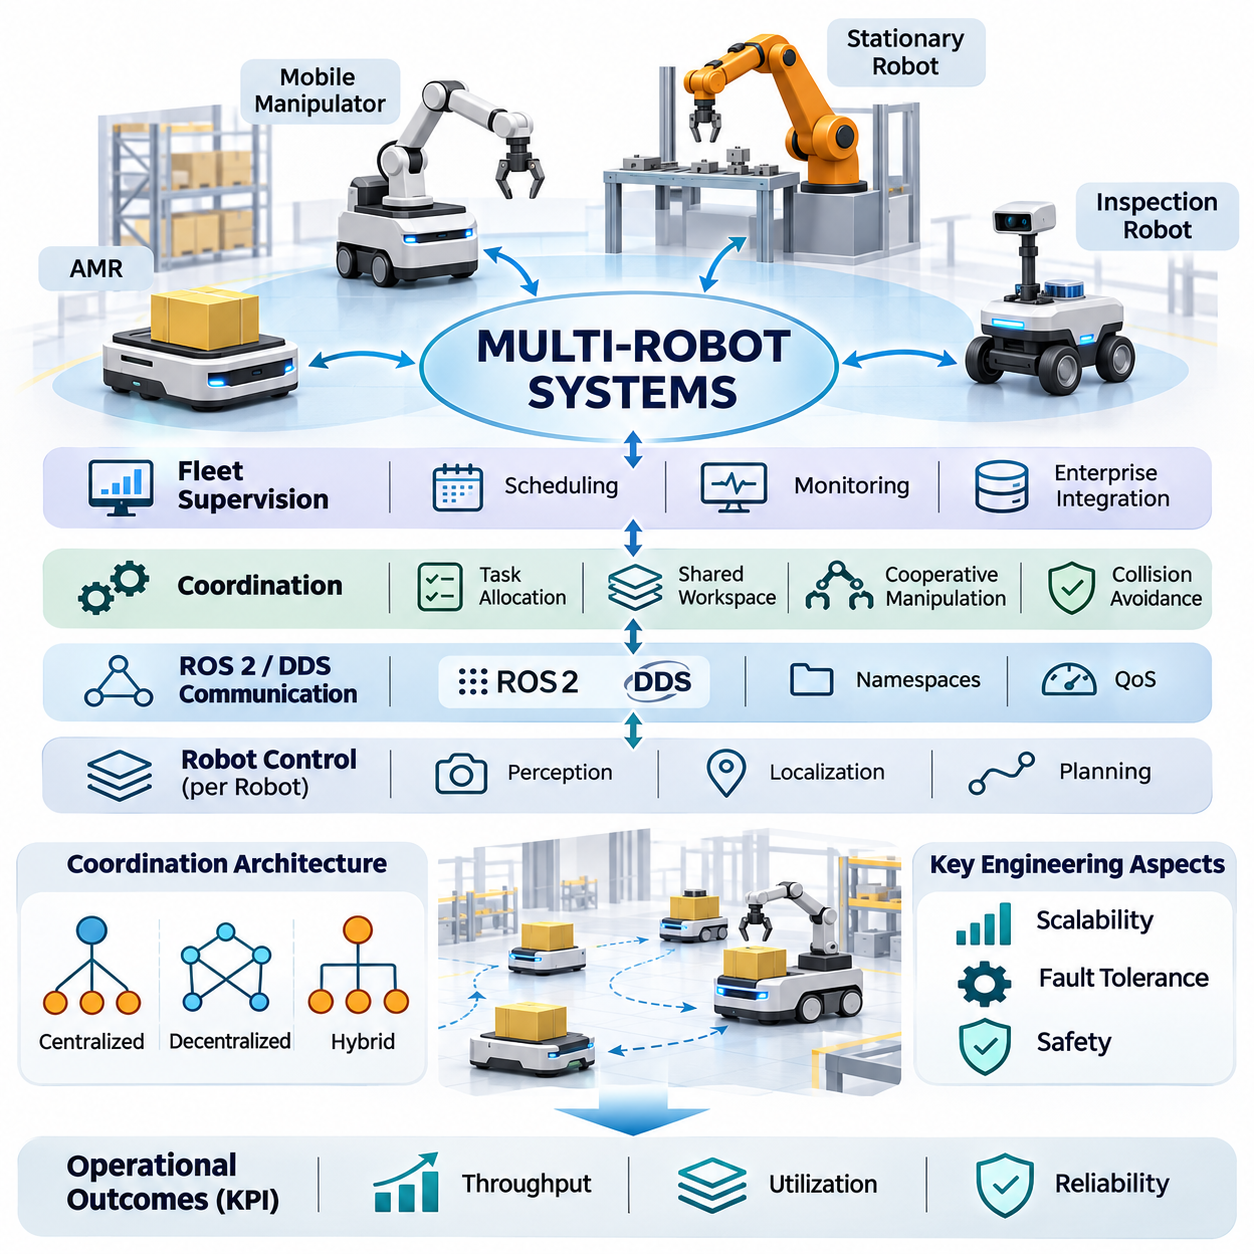 Stationary
Robot
Mobile
Manipulator
Inspection
Robot
AMR
MULTI-ROBOT
SYSTEMS
Fleet
Supervision
Scheduling
Monitoring
Enterprise
Integration
Coordination
Task
Allocation
Shared
Workspace
Cooperative
Manipulation
Collision
Avoidance
ROS 2 / DDS
Communication
ROS 2
DDS
Namespaces
QoS
Robot Control
(per Robot)
Perception
Localization
Planning
Coordination Architecture
Centralized
Decentralized
Hybrid
Key Engineering Aspects
Scalability
Fault Tolerance
Safety
Operational
Outcomes (KPI)
Throughput
Utilization
Reliability